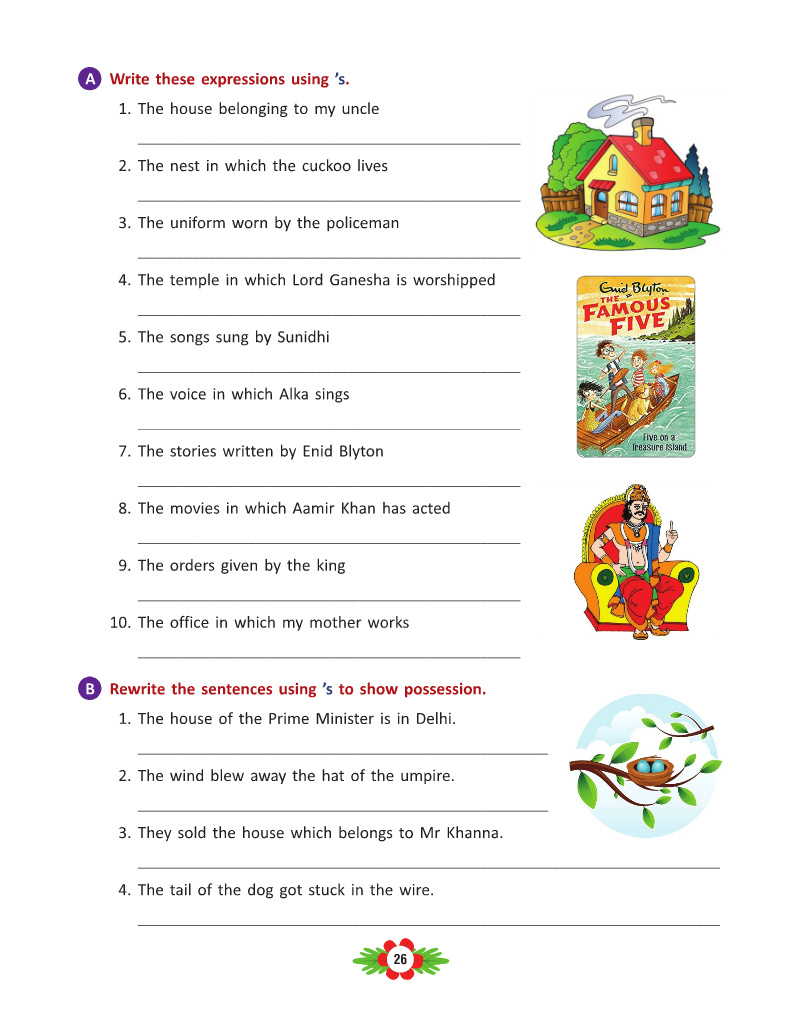 A Write these expressions using 's.
1. The house belonging to my uncle
2. The nest in which the cuckoo lives
3. The uniform worn by the policeman
4. The temple in which Lord Ganesha is worshipped
5. The songs sung by Sunidhi
6. The voice in which Alka sings
7. The stories written by Enid Blyton
8. The movies in which Aamir Khan has acted
9. The orders given by the king
10. The office in which my mother works
Enid Blyton
THE
FAMOUS
FIVE
Five on a
Treasure Island
B Rewrite the sentences using 's to show possession.
1. The house of the Prime Minister is in Delhi.
2. The wind blew away the hat of the umpire.
3. They sold the house which belongs to Mr Khanna.
4. The tail of the dog got stuck in the wire.
26